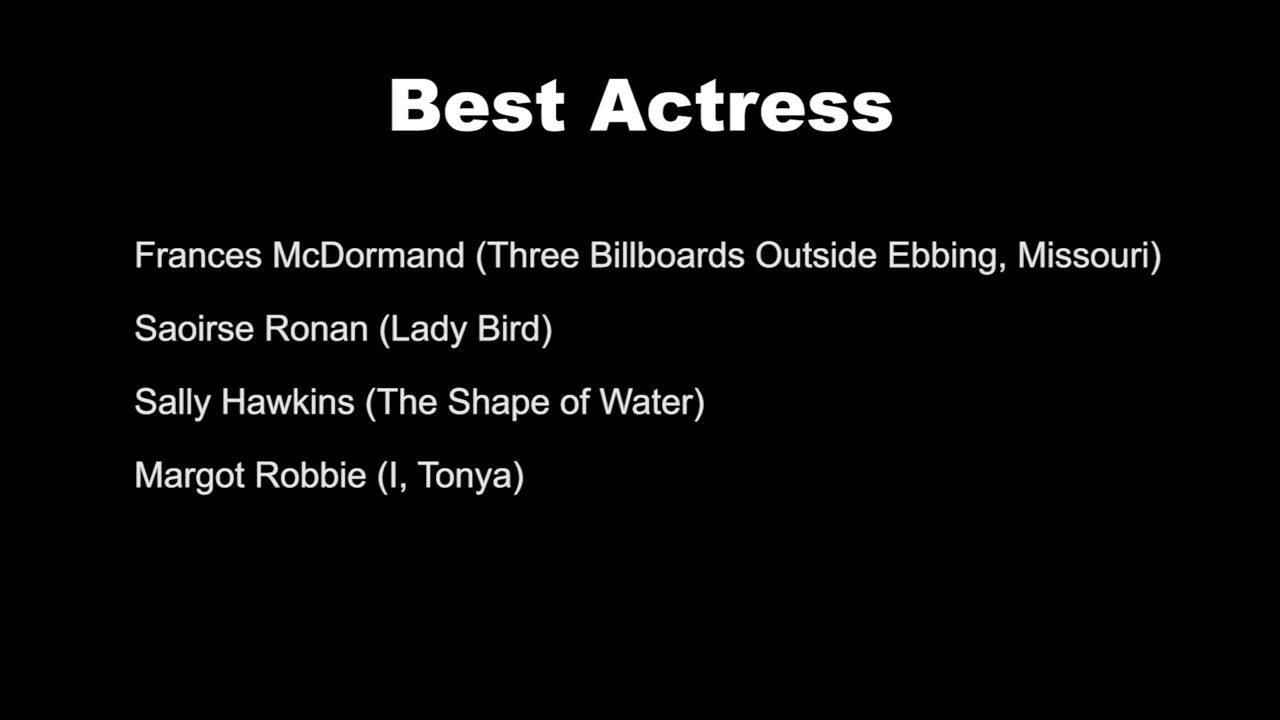 Best Actress
Frances McDormand (Three Billboards Outside Ebbing, Missouri)
Saoirse Ronan (Lady Bird)
Sally Hawkins (The Shape of Water)
Margot Robbie (I, Tonya)